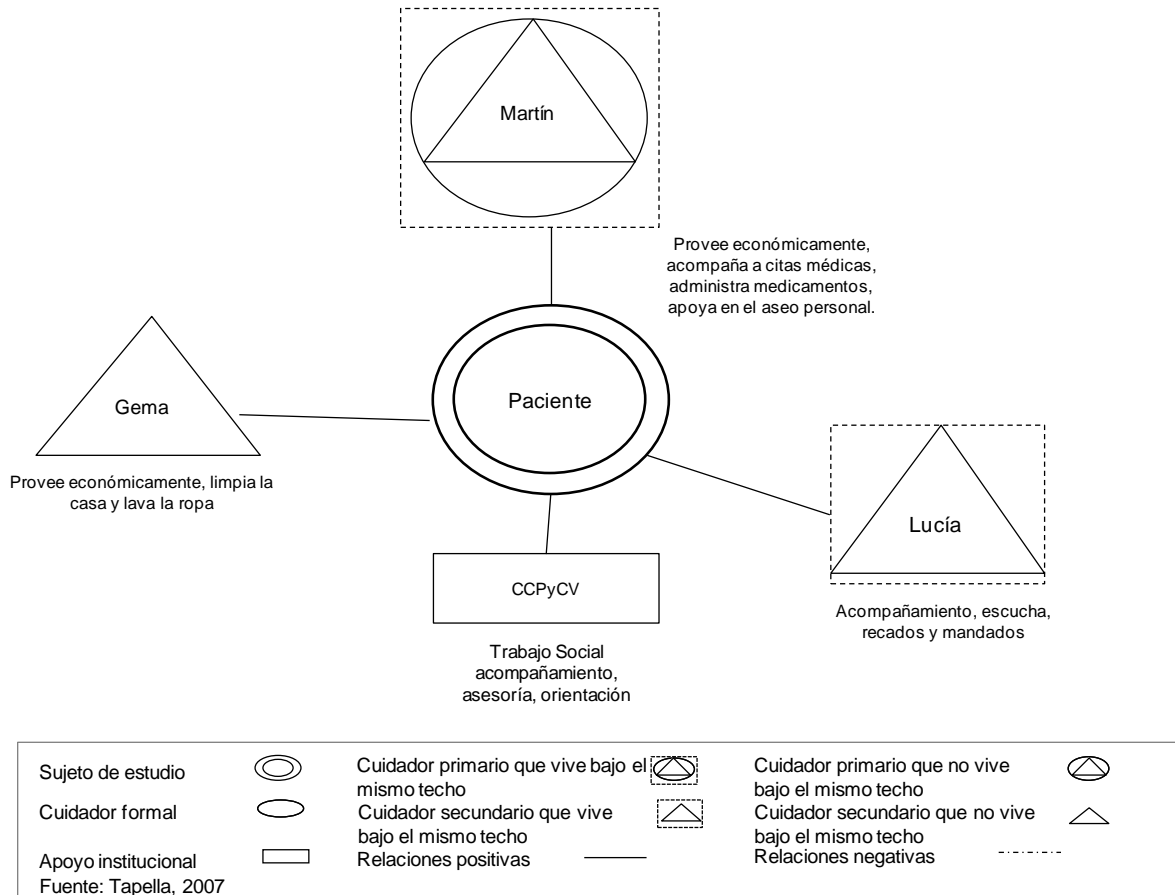 Martín
Provee económicamente,
acompaña a citas médicas,
administra medicamentos,
apoya en el aseo personal.
Gema
Paciente
Provee económicamente, limpia la
casa y lava la ropa
Lucía
CCPyCV
Acompañamiento, escucha,
recados y mandados
Trabajo Social
acompañamiento,
asesoría, orientación
Sujeto de estudio
Cuidador formal
Apoyo institucional
Fuente: Tapella, 2007
Cuidador primario que vive bajo el
mismo techo
Cuidador secundario que vive
bajo el mismo techo
Relaciones positivas
Cuidador primario que no vive
bajo el mismo techo
Cuidador secundario que no vive
bajo el mismo techo
Relaciones negativas